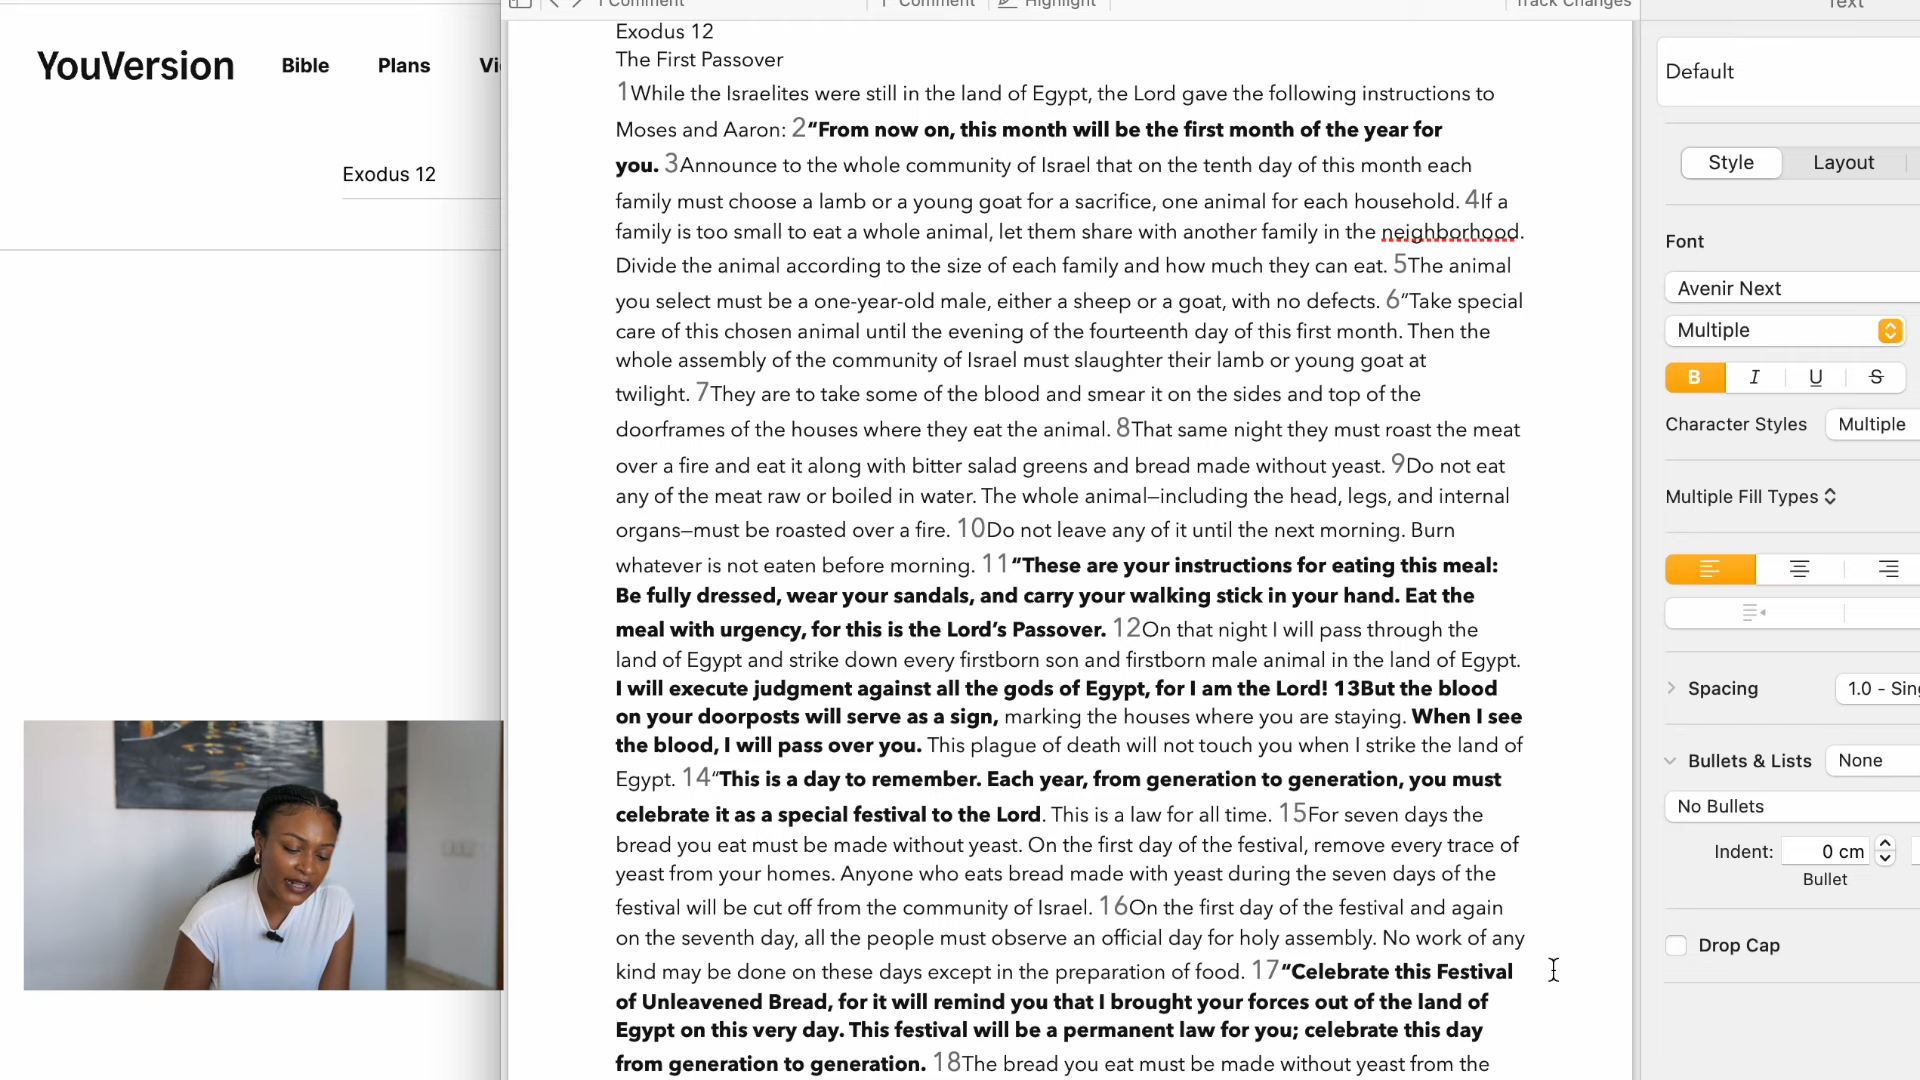 1 Comment
Comment
Highlight
Track Changes
Text
YouVersion
Bible
Plans
Exodus 12
Exodus 12
The First Passover
1While the Israelites were still in the land of Egypt, the Lord gave the following instructions to
Moses and Aaron: 2“From now on, this month will be the first month of the year for
you. 3Announce to the whole community of Israel that on the tenth day of this month each
family must choose a lamb or a young goat for a sacrifice, one animal for each household. 4If a
family is too small to eat a whole animal, let them share with another family in the neighborhood.
Divide the animal according to the size of each family and how much they can eat. 5The animal
you select must be a one-year-old male, either a sheep or a goat, with no defects. 6“Take special
care of this chosen animal until the evening of the fourteenth day of this first month. Then the
whole assembly of the community of Israel must slaughter their lamb or young goat at
twilight. 7They are to take some of the blood and smear it on the sides and top of the
doorframes of the houses where they eat the animal. 8That same night they must roast the meat
over a fire and eat it along with bitter salad greens and bread made without yeast. 9Do not eat
any of the meat raw or boiled in water. The whole animal—including the head, legs, and internal
organs—must be roasted over a fire. 10Do not leave any of it until the next morning. Burn
whatever is not eaten before morning. 11“These are your instructions for eating this meal:
Be fully dressed, wear your sandals, and carry your walking stick in your hand. Eat the
meal with urgency, for this is the Lord’s Passover. 12On that night I will pass through the
land of Egypt and strike down every firstborn son and firstborn male animal in the land of Egypt.
I will execute judgment against all the gods of Egypt, for I am the Lord! 13But the blood
on your doorposts will serve as a sign, marking the houses where you are staying. When I see
the blood, I will pass over you. This plague of death will not touch you when I strike the land of
Egypt. 14“This is a day to remember. Each year, from generation to generation, you must
celebrate it as a special festival to the Lord. This is a law for all time. 15For seven days the
bread you eat must be made without yeast. On the first day of the festival, remove every trace of
yeast from your homes. Anyone who eats bread made with yeast during the seven days of the
festival will be cut off from the community of Israel. 16On the first day of the festival and again
on the seventh day, all the people must observe an official day for holy assembly. No work of any
kind may be done on these days except in the preparation of food. 17“Celebrate this Festival
of Unleavened Bread, for it will remind you that I brought your forces out of the land of
Egypt on this very day. This festival will be a permanent law for you; celebrate this day
from generation to generation. 18The bread you eat must be made without yeast from the
Default
Style
Layout
Font
Avenir Next
Multiple
B I U S
Character Styles
Multiple
Multiple Fill Types
Spacing
1.0 - Sing
Bullets & Lists
None
No Bullets
Indent:
0 cm
Bullet
Drop Cap